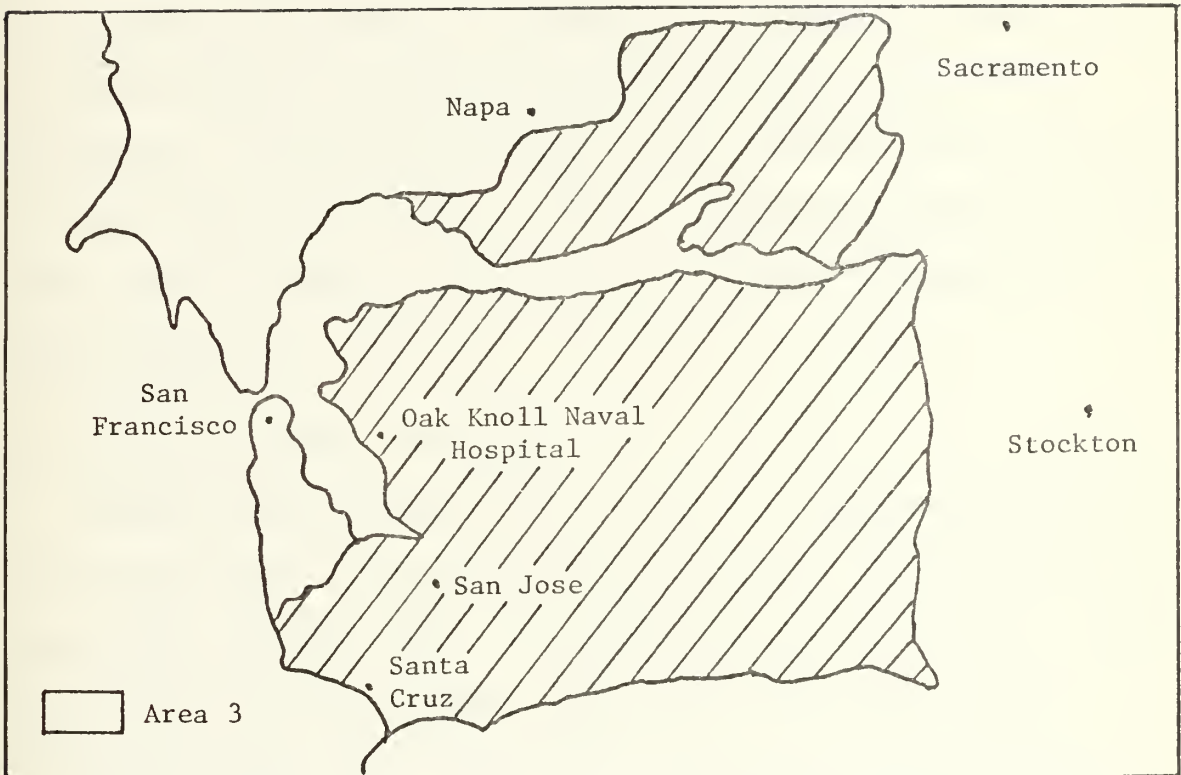 Sacramento
Napa
San
Francisco
Oak Knoll Naval
Hospital
Stockton
San Jose
Santa
Cruz
Area 3